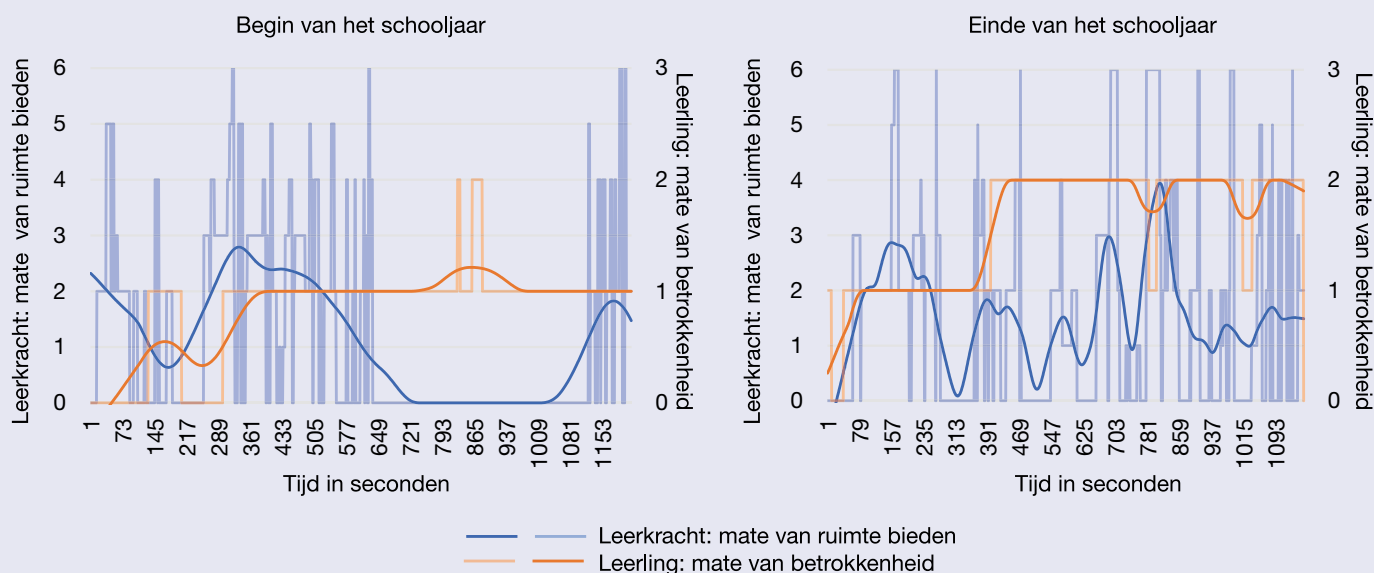 Begin van het schooljaar
Leerkracht: mate van ruimte bieden
6
5
4
3
2
1
0
3
2
1
0
Leerling: mate van betrokkenheid
1 73 145 217 289 361 433 505 577 649 721 793 865 937 1009 1081 1153
Tijd in seconden
Einde van het schooljaar
Leerkracht: mate van ruimte bieden
6
5
4
3
2
1
0
3
2
1
0
Leerling: mate van betrokkenheid
1 79 157 235 313 391 469 547 625 703 781 859 937 1015 1093
Tijd in seconden
Leerkracht: mate van ruimte bieden
Leerling: mate van betrokkenheid